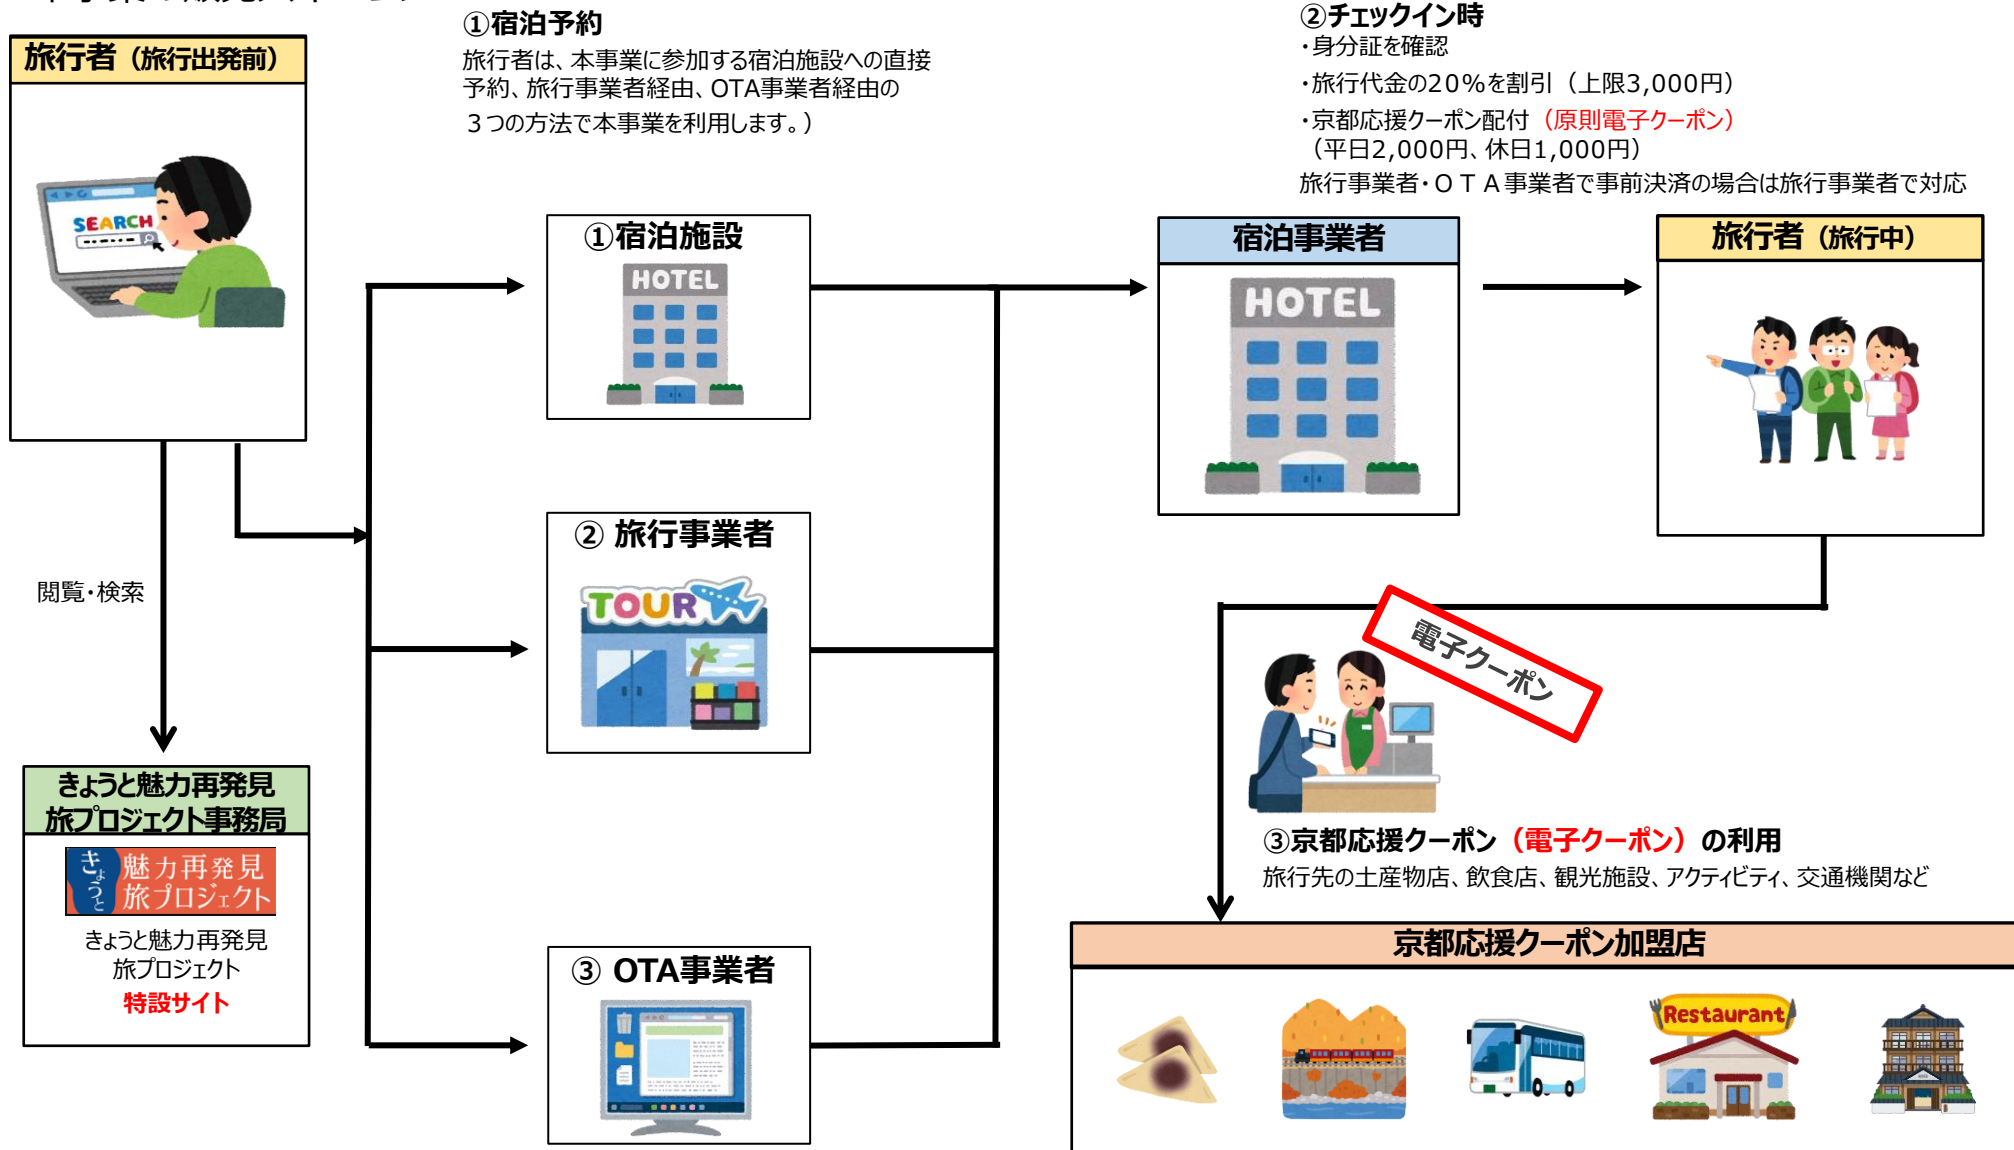 ①宿泊予約
旅行者は、本事業に参加する宿泊施設への直接
予約、旅行事業者経由、OTA事業者経由の
３つの方法で本事業を利用します。）
②チェックイン時
・身分証を確認
・旅行代金の20%を割引（上限3,000円）
・京都応援クーポン配付（原則電子クーポン）
（平日2,000円、休日1,000円）
旅行事業者・ＯＴＡ事業者で事前決済の場合は旅行事業者で対応
旅行者（旅行出発前）
SEARCH
①宿泊施設
HOTEL
宿泊事業者
HOTEL
旅行者（旅行中）
② 旅行事業者
TOUR
閲覧・検索
電子クーポン
きょうと魅力再発見
旅プロジェクト事務局
きょうと
魅力再発見
旅プロジェクト
きょうと魅力再発見
旅プロジェクト
特設サイト
③京都応援クーポン（電子クーポン）の利用
旅行先の土産物店、飲食店、観光施設、アクティビティ、交通機関など
③ OTA事業者
京都応援クーポン加盟店
Restaurant